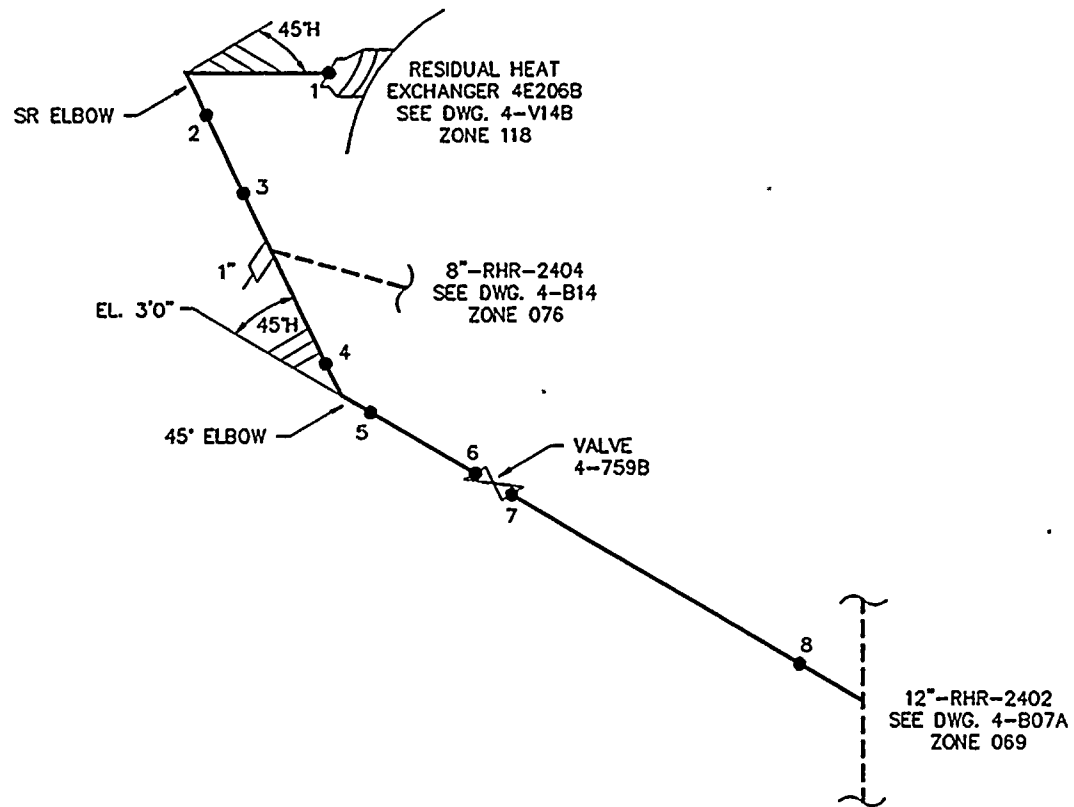 45°H
RESIDUAL HEAT
EXCHANGER 4E206B
SEE DWG. 4-V14B
ZONE 118
1
SR ELBOW
2
3
1"
8"-RHR-2404
SEE DWG. 4-B14
ZONE 076
EL. 3'0"
45°H
4
45° ELBOW
5
6
VALVE
4-759B
7
8
12"-RHR-2402
SEE DWG. 4-B07A
ZONE 069